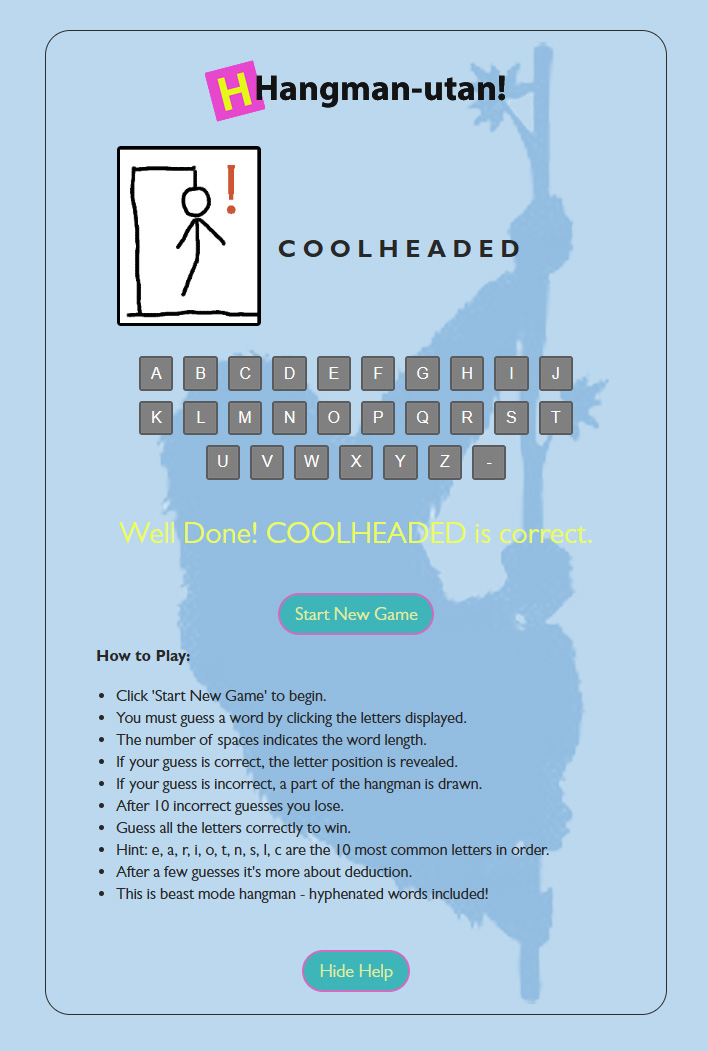 H Hangman-utan!
!
COOLHEADED
A B C D E F G H I J
K L M N O P Q R S T
U V W X Y Z -
Well Done! COOLHEADED is correct.
Start New Game
How to Play:
• Click 'Start New Game' to begin.
• You must guess a word by clicking the letters displayed.
• The number of spaces indicates the word length.
• If your guess is correct, the letter position is revealed.
• If your guess is incorrect, a part of the hangman is drawn.
• After 10 incorrect guesses you lose.
• Guess all the letters correctly to win.
• Hint: e, a, r, i, o, t, n, s, l, c are the 10 most common letters in order.
• After a few guesses it's more about deduction.
• This is beast mode hangman - hyphenated words included!
Hide Help